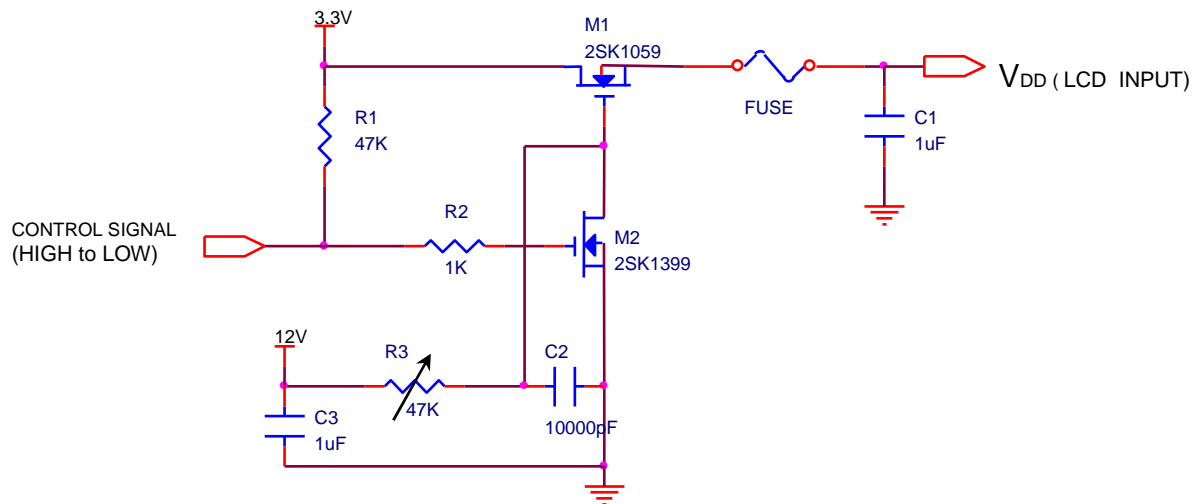 3.3V
M1
2SK1059
FUSE
VDD ( LCD INPUT)
R1
47K
C1
1uF
CONTROL SIGNAL
(HIGH to LOW)
R2
1K
M2
2SK1399
12V
R3
47K
C2
10000pF
C3
1uF